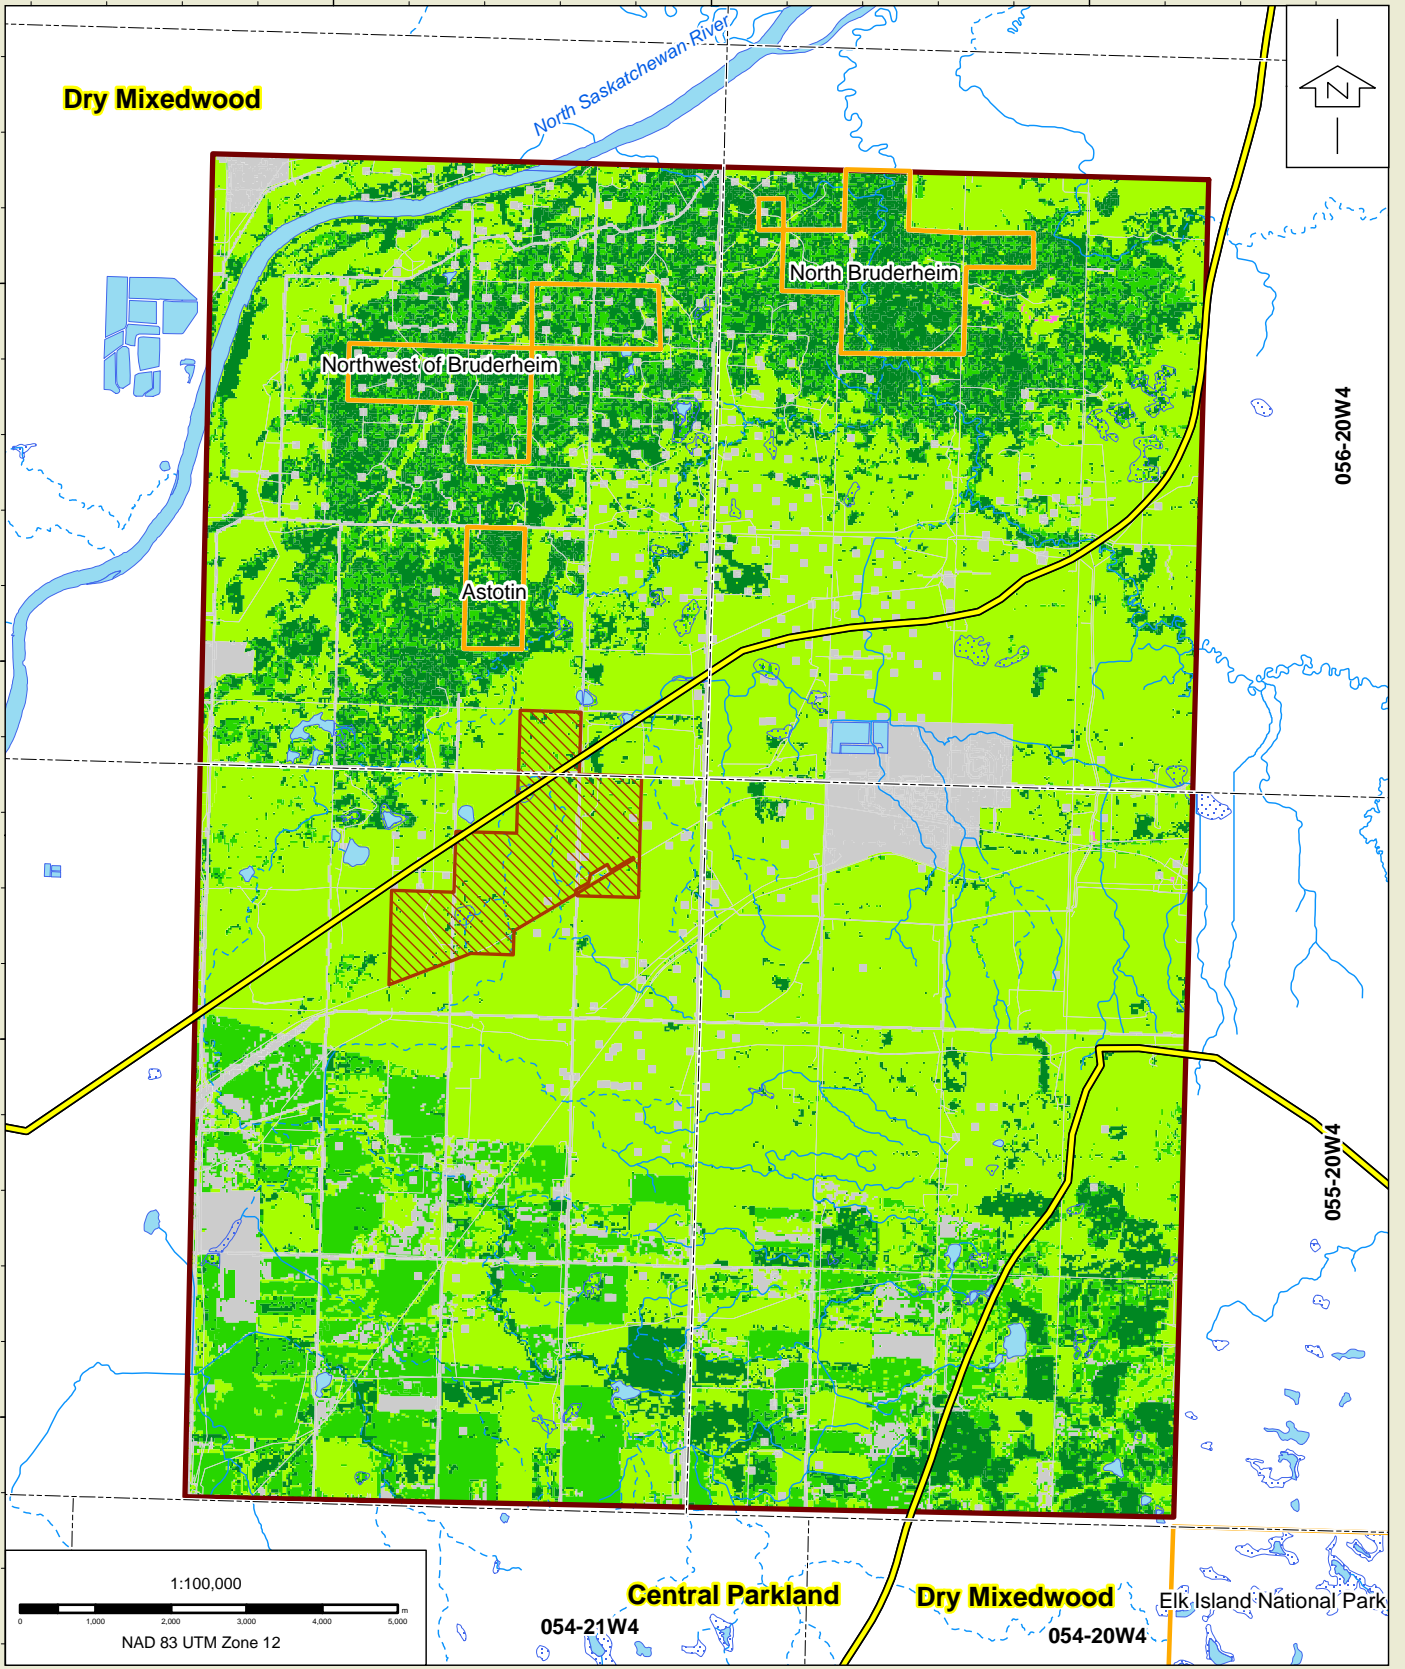 Dry Mixedwood
North Saskatchewan River
N
North Bruderheim
Northwest of Bruderheim
056-20W4
Astotin
055-20W4
1:100,000
0 1,000 2,000 3,000 4,000 5,000 m
NAD 83 UTM Zone 12
Central Parkland
Dry Mixedwood
Elk Island National Park
054-21W4
054-20W4